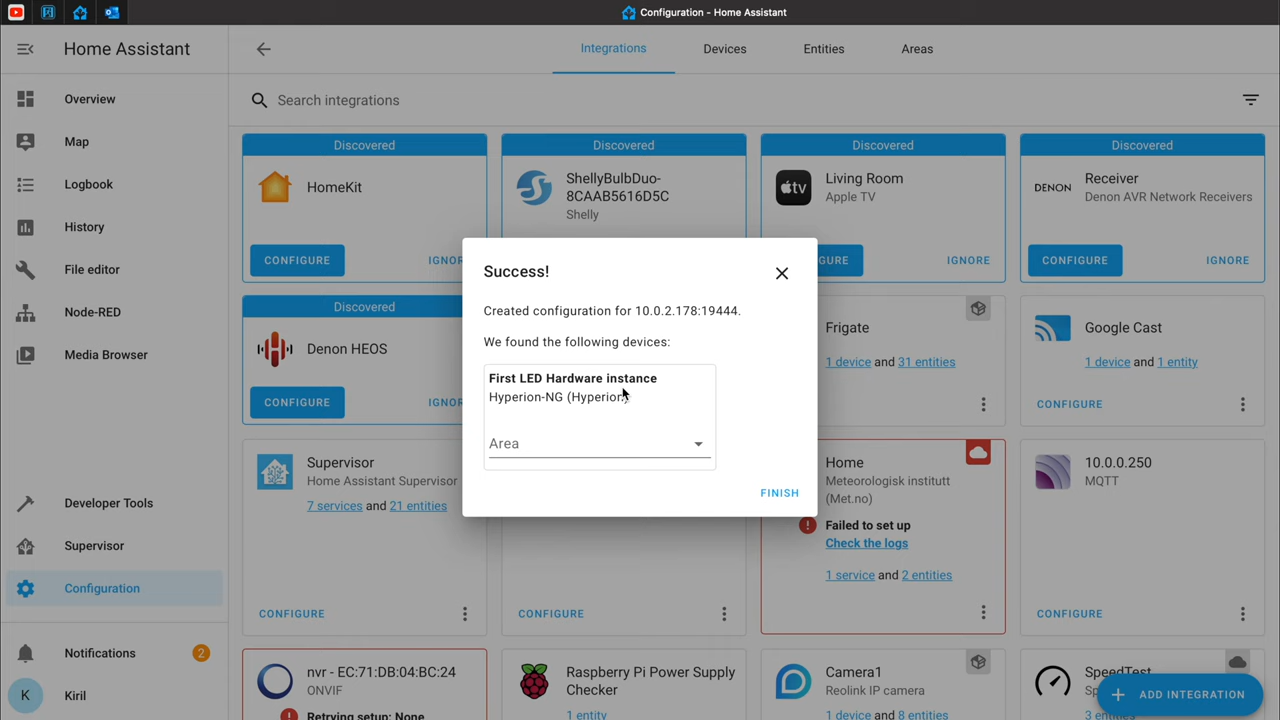 Configuration - Home Assistant
Home Assistant
Integrations
Devices
Entities
Areas
Search integrations
Overview
Map
Logbook
History
File editor
Node-RED
Media Browser
Developer Tools
Supervisor
Configuration
Notifications
2
K
Kiril
Discovered
HomeKit
CONFIGURE
IGNOR
Discovered
ShellyBulbDuo-
8CAAB5616D5C
Shelly
Discovered
Living Room
Apple TV
GURE
IGNORE
Discovered
DENON
Receiver
Denon AVR Network Receivers
CONFIGURE
IGNORE
Discovered
Denon HEOS
CONFIGURE
IGNOR
Success!
Created configuration for 10.0.2.178:19444.
We found the following devices:
First LED Hardware instance
Hyperion-NG (Hyperion)
Area
FINISH
Frigate
1 device and 31 entities
Google Cast
1 device and 1 entity
CONFIGURE
Supervisor
Home Assistant Supervisor
7 services and 21 entities
CONFIGURE
CONFIGURE
Home
Meteorologisk institutt
(Met.no)
Failed to set up
Check the logs
1 service and 2 entities
10.0.0.250
MQTT
CONFIGURE
nvr - EC:71:DB:04:BC:24
ONVIF
Retrying setup: None
Raspberry Pi Power Supply
Checker
1 entity
Camera1
Reolink IP camera
1 device and 8 entities
SpeedTest
Sp
3 entities
ADD INTEGRATION